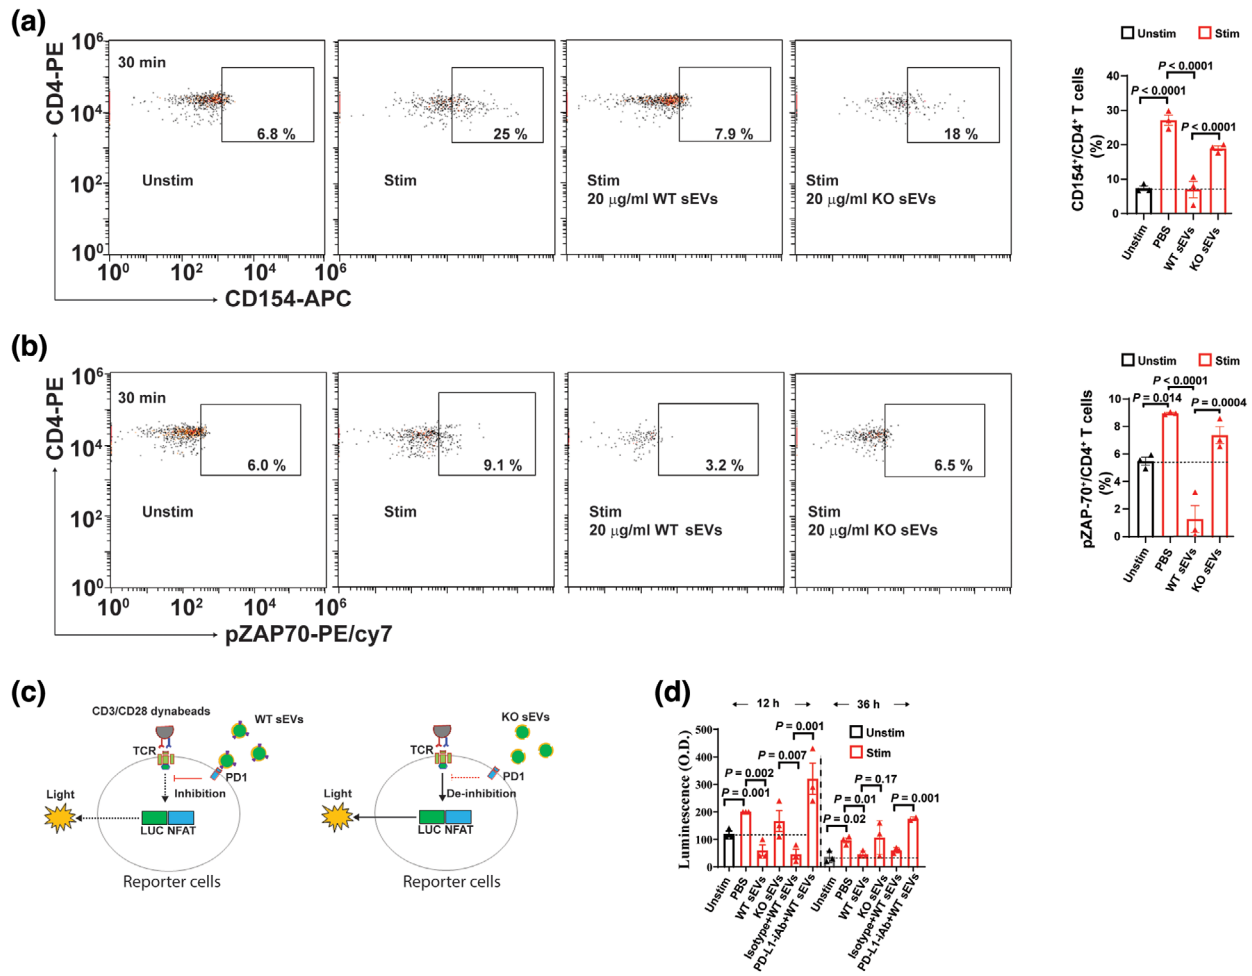 (a)
CD4-PE
10⁶
10⁴
10²
10⁰
30 min
6.8 %
Unstim
25 %
Stim
7.9 %
Stim
20 μg/ml WT sEVs
18 %
Stim
20 μg/ml KO sEVs
10⁰ 10² 10⁴ 10⁶
CD154-APC
Unstim Stim
P < 0.0001
P < 0.0001
P < 0.0001
CD154⁺/CD4⁺ T cells
(%)
40
30
20
10
0
Unstim
PBS
WT sEVs
KO sEVs
(b)
CD4-PE
10⁶
10⁴
10²
10⁰
30 min
6.0 %
Unstim
9.1 %
Stim
3.2 %
Stim
20 μg/ml WT sEVs
6.5 %
Stim
20 μg/ml KO sEVs
10⁰ 10² 10⁴ 10⁶
pZAP70-PE/cy7
Unstim Stim
P < 0.0001
P = 0.014
P = 0.0004
pZAP-70⁺/CD4⁺ T cells
(%)
10
8
6
4
2
0
Unstim
PBS
WT sEVs
KO sEVs
(c)
CD3/CD28 dynabeads
WT sEVs
TCR
PD1
Inhibition
Light
LUC NFAT
Reporter cells
KO sEVs
TCR
PD1
De-inhibition
Light
LUC NFAT
Reporter cells
(d)
12 h
36 h
Unstim
Stim
P = 0.001
P = 0.007
P = 0.002
P = 0.001
P = 0.17
P = 0.01
P = 0.001
P = 0.02
Luminescence (O.D.)
500
400
300
200
100
0
Unstim
PBS
WT sEVs
KO sEVs
Isotype+WT sEVs
PD-L1-iAb+WT sEVs
Unstim
PBS
WT sEVs
KO sEVs
Isotype+WT sEVs
PD-L1-iAb+WT sEVs